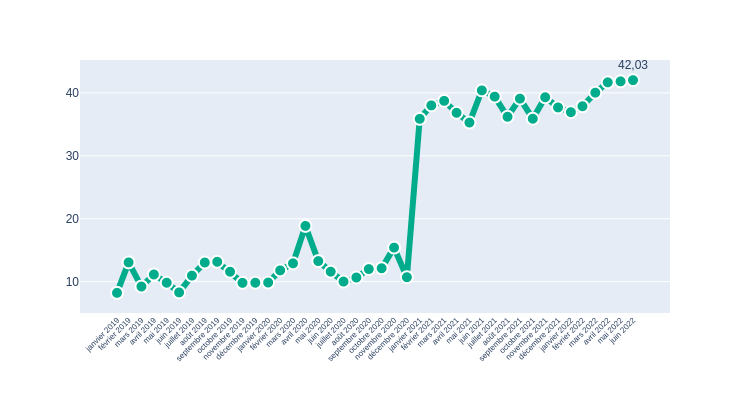 42,03
40
30
20
10
janvier 2019
février 2019
mars 2019
avril 2019
mai 2019
juin 2019
juillet 2019
août 2019
septembre 2019
octobre 2019
novembre 2019
décembre 2019
janvier 2020
février 2020
mars 2020
avril 2020
mai 2020
juin 2020
juillet 2020
août 2020
septembre 2020
octobre 2020
novembre 2020
décembre 2020
janvier 2021
février 2021
mars 2021
avril 2021
mai 2021
juin 2021
juillet 2021
août 2021
septembre 2021
octobre 2021
novembre 2021
décembre 2021
janvier 2022
février 2022
mars 2022
avril 2022
mai 2022
juin 2022